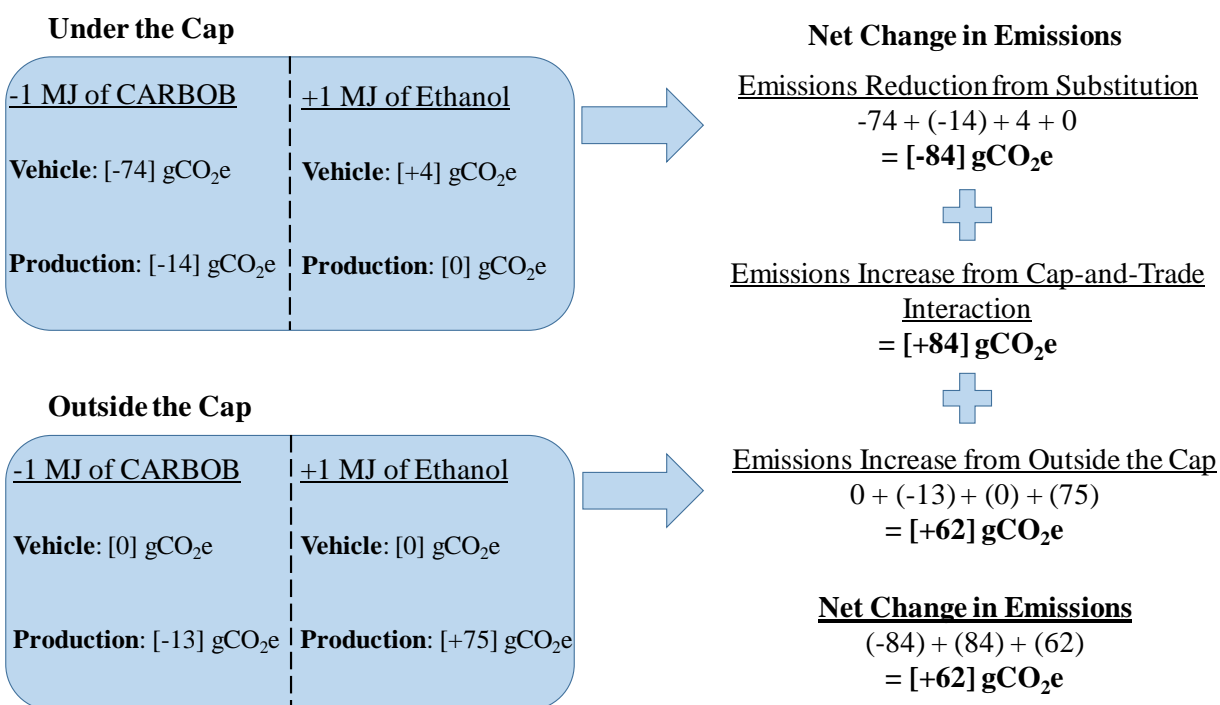 Under the Cap
-1 MJ of CARBOB
+1 MJ of Ethanol
Vehicle: [-74] gCO₂e
Vehicle: [+4] gCO₂e
Production: [-14] gCO₂e
Production: [0] gCO₂e
Outside the Cap
-1 MJ of CARBOB
+1 MJ of Ethanol
Vehicle: [0] gCO₂e
Vehicle: [0] gCO₂e
Production: [-13] gCO₂e
Production: [+75] gCO₂e
Net Change in Emissions
Emissions Reduction from Substitution
-74 + (-14) + 4 + 0
= [-84] gCO₂e
Emissions Increase from Cap-and-Trade
Interaction
= [+84] gCO₂e
Emissions Increase from Outside the Cap
0 + (-13) + (0) + (75)
= [+62] gCO₂e
Net Change in Emissions
(-84) + (84) + (62)
= [+62] gCO₂e